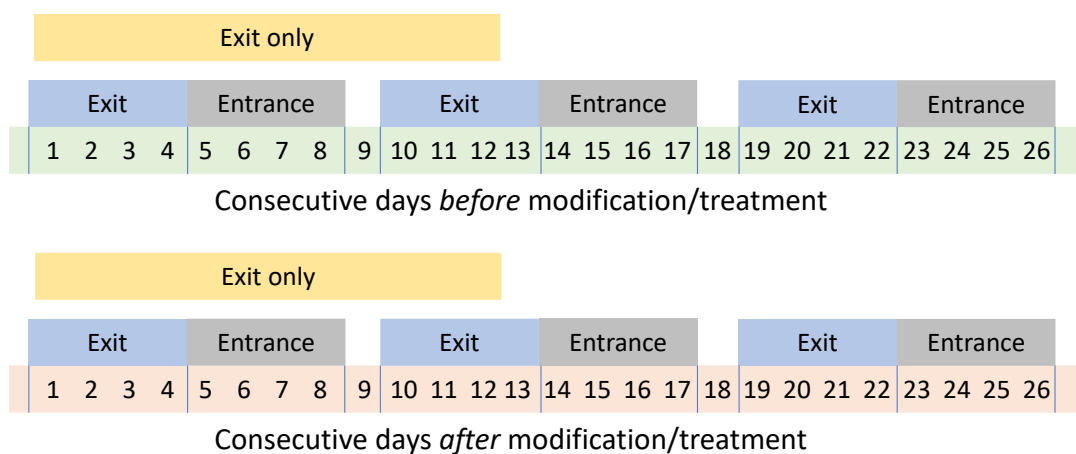 Exit only
Exit Entrance Exit Entrance Exit Entrance
1 2 3 4 5 6 7 8 9 10 11 12 13 14 15 16 17 18 19 20 21 22 23 24 25 26
Consecutive days before modification/treatment
Exit only
Exit Entrance Exit Entrance Exit Entrance
1 2 3 4 5 6 7 8 9 10 11 12 13 14 15 16 17 18 19 20 21 22 23 24 25 26
Consecutive days after modification/treatment